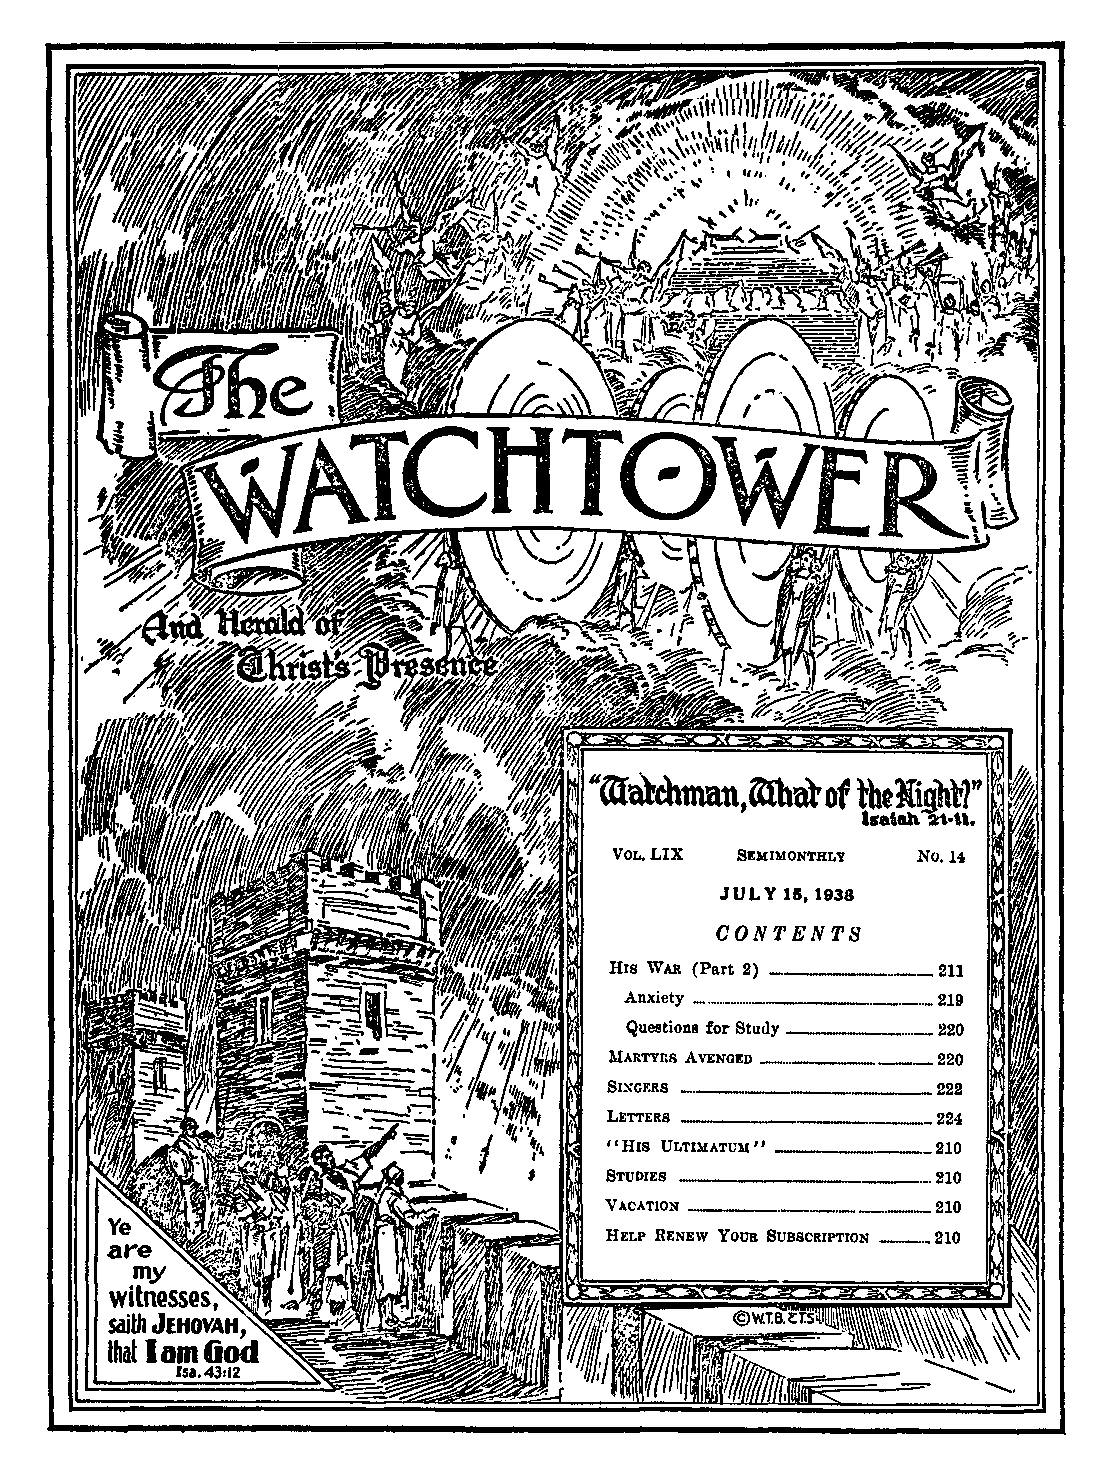 The
WATCHTOWER
And Herald of
Christ's Presence
"Watchman, What of the Night?"
Isaiah 21:11.
VOL. LIX SEMIMONTHLY NO. 14
JULY 15, 1938
CONTENTS
HIS WAR (Part 2) 211
Anxiety 219
Questions for Study 220
MARTYRS AVENGED 220
SINGERS 222
LETTERS 224
"HIS ULTIMATUM" 210
STUDIES 210
VACATION 210
HELP RENEW YOUR SUBSCRIPTION 210
Ye
are
my
witnesses,
saith JEHOVAH,
that I am God
Isa. 43:12
©W.T.B. & T.S.